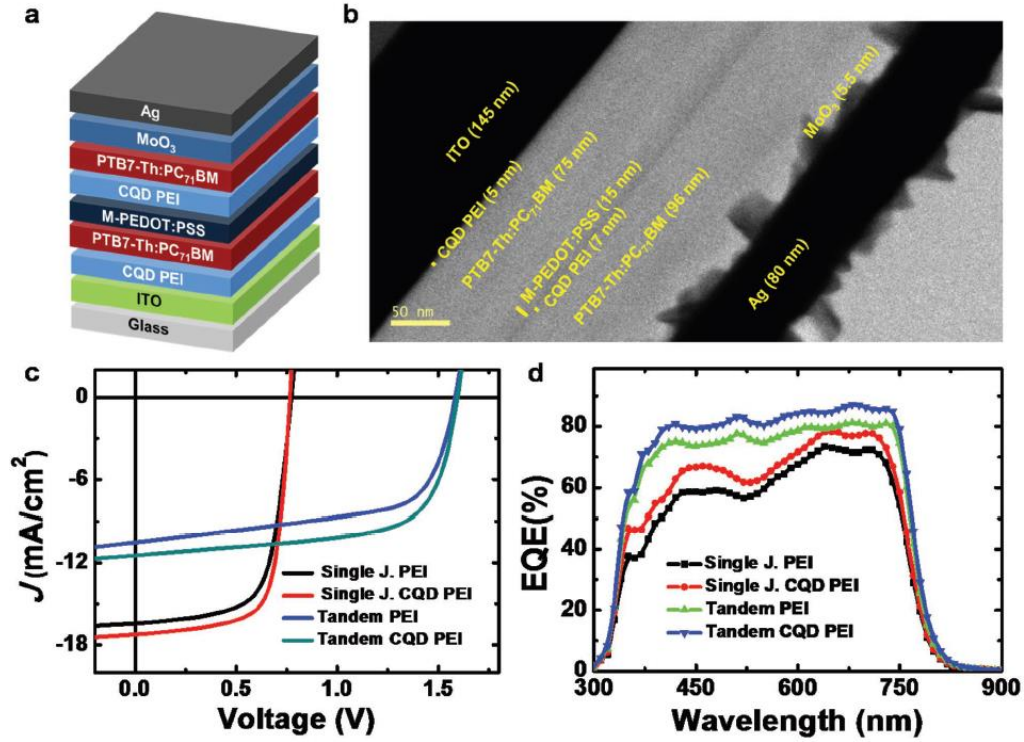 a
Ag
MoO₃
PTB7-Th:PC₇₁BM
CQD PEI
M-PEDOT:PSS
PTB7-Th:PC₇₁BM
CQD PEI
ITO
Glass
b
ITO (145 nm)
CQD PEI (5 nm)
PTB7-Th:PC₇₁BM (75 nm)
M-PEDOT:PSS (15 nm)
CQD PEI (7 nm)
PTB7-Th:PC₇₁BM (96 nm)
MoO₃ (5.5 nm)
Ag (80 nm)
50 nm
c
0
-6
-12
-18
J (mA/cm²)
Single J. PEI
Single J. CQD PEI
Tandem PEI
Tandem CQD PEI
0.0 0.5 1.0 1.5
Voltage (V)
d
80
60
40
20
0
EQE(%)
Single J. PEI
Single J. CQD PEI
Tandem PEI
Tandem CQD PEI
300 450 600 750 900
Wavelength (nm)